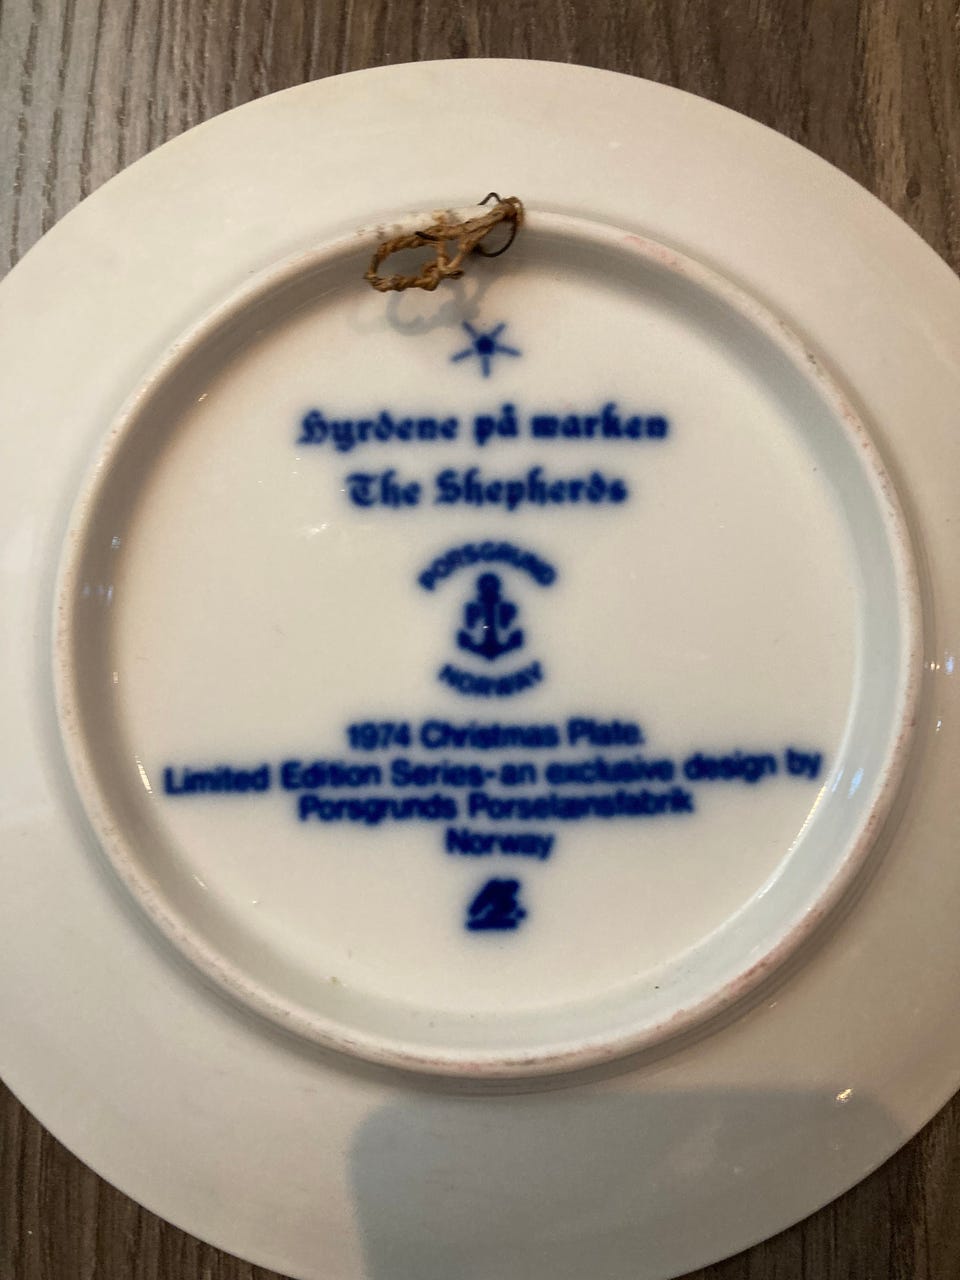 Hyrdene på marken
The Shepherds
PORSGRUND
P P
NORWAY
1974 Christmas Plate.
Limited Edition Series-an exclusive design by
Porsgrunds Porselænsfabrik
Norway